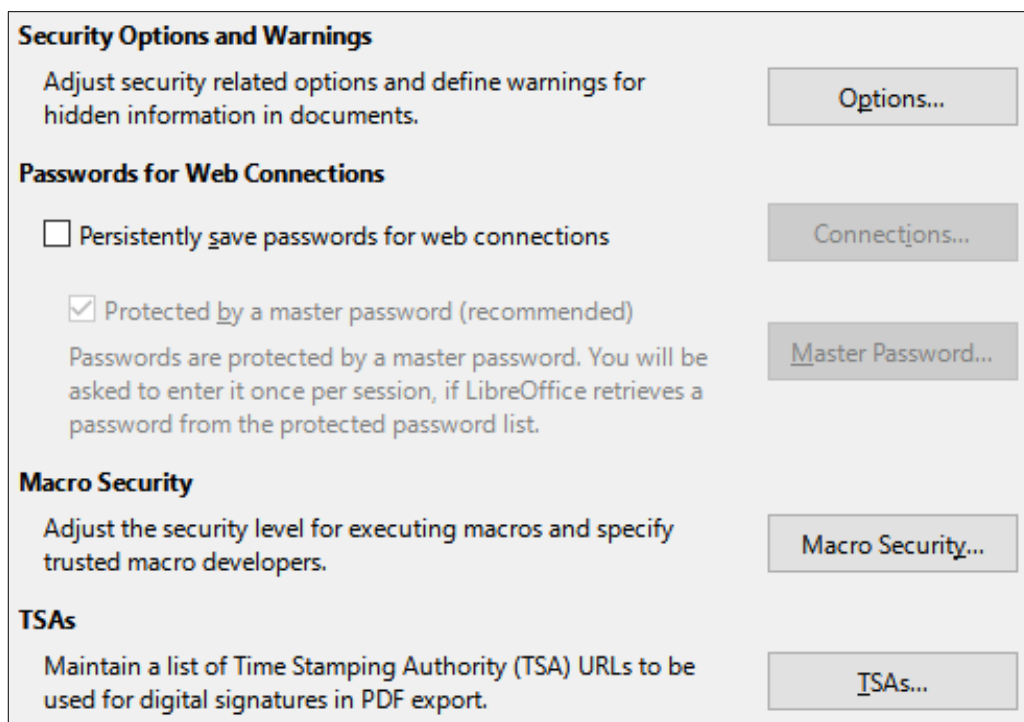 Security Options and Warnings
Adjust security related options and define warnings for
hidden information in documents.
Options...
Passwords for Web Connections
Persistently save passwords for web connections
Connections...
Protected by a master password (recommended)
Passwords are protected by a master password. You will be
asked to enter it once per session, if LibreOffice retrieves a
password from the protected password list.
Master Password...
Macro Security
Adjust the security level for executing macros and specify
trusted macro developers.
Macro Security...
TSAs
Maintain a list of Time Stamping Authority (TSA) URLs to be
used for digital signatures in PDF export.
TSAs...